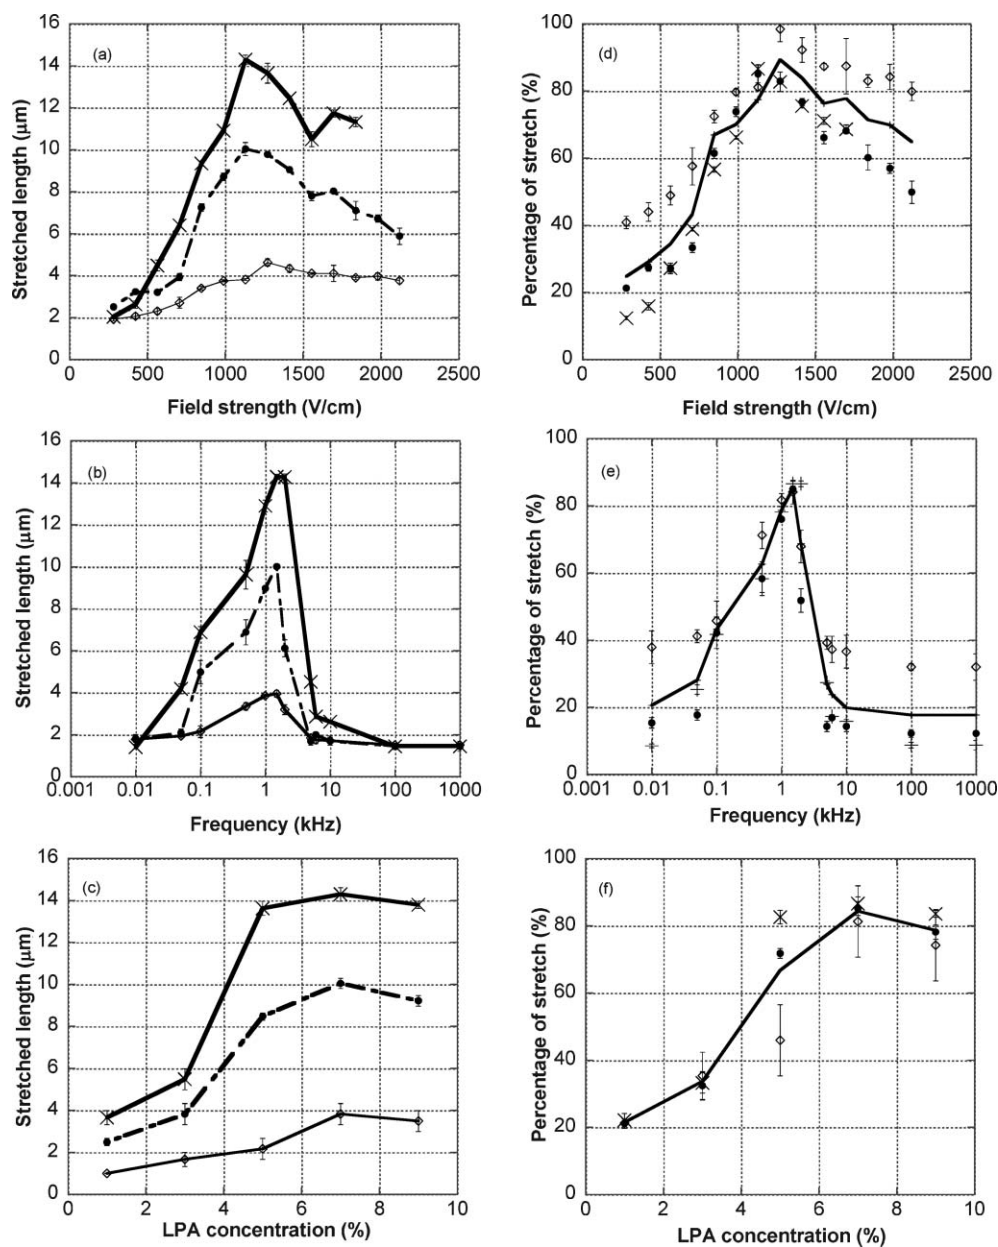 (a)
Stretched length (μm)
16
14
12
10
8
6
4
2
0
0 500 1000 1500 2000 2500
Field strength (V/cm)
(d)
Percentage of stretch (%)
100
80
60
40
20
0
0 500 1000 1500 2000 2500
Field strength (V/cm)
(b)
Stretched length (μm)
16
14
12
10
8
6
4
2
0
0.001 0.01 0.1 1 10 100 1000
Frequency (kHz)
(e)
Percentage of stretch (%)
100
80
60
40
20
0
0.001 0.01 0.1 1 10 100 1000
Frequency (kHz)
(c)
Stretched length (μm)
16
14
12
10
8
6
4
2
0
0 2 4 6 8 10
LPA concentration (%)
(f)
Percentage of stretch (%)
100
80
60
40
20
0
0 2 4 6 8 10
LPA concentration (%)